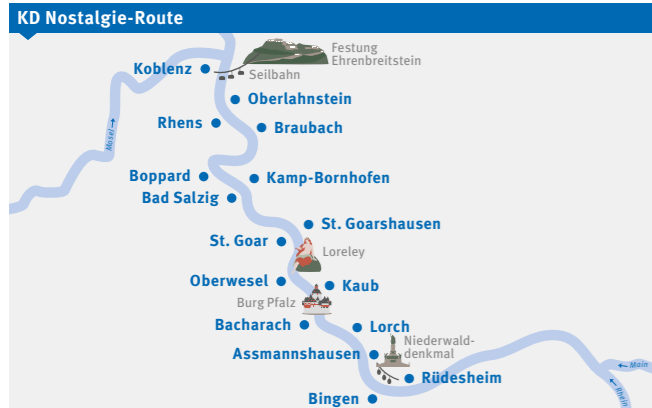 KD Nostalgie-Route
Festung
Ehrenbreitstein
Koblenz
Seilbahn
Oberlahnstein
Mosel →
Rhens
Braubach
Boppard
Kamp-Bornhofen
Bad Salzig
St. Goarshausen
St. Goar
Loreley
Oberwesel
Kaub
Burg Pfalz
Bacharach
Lorch
Niederwald-
denkmal
Assmannshausen
← Main
Rüdesheim
← Rhein
Bingen